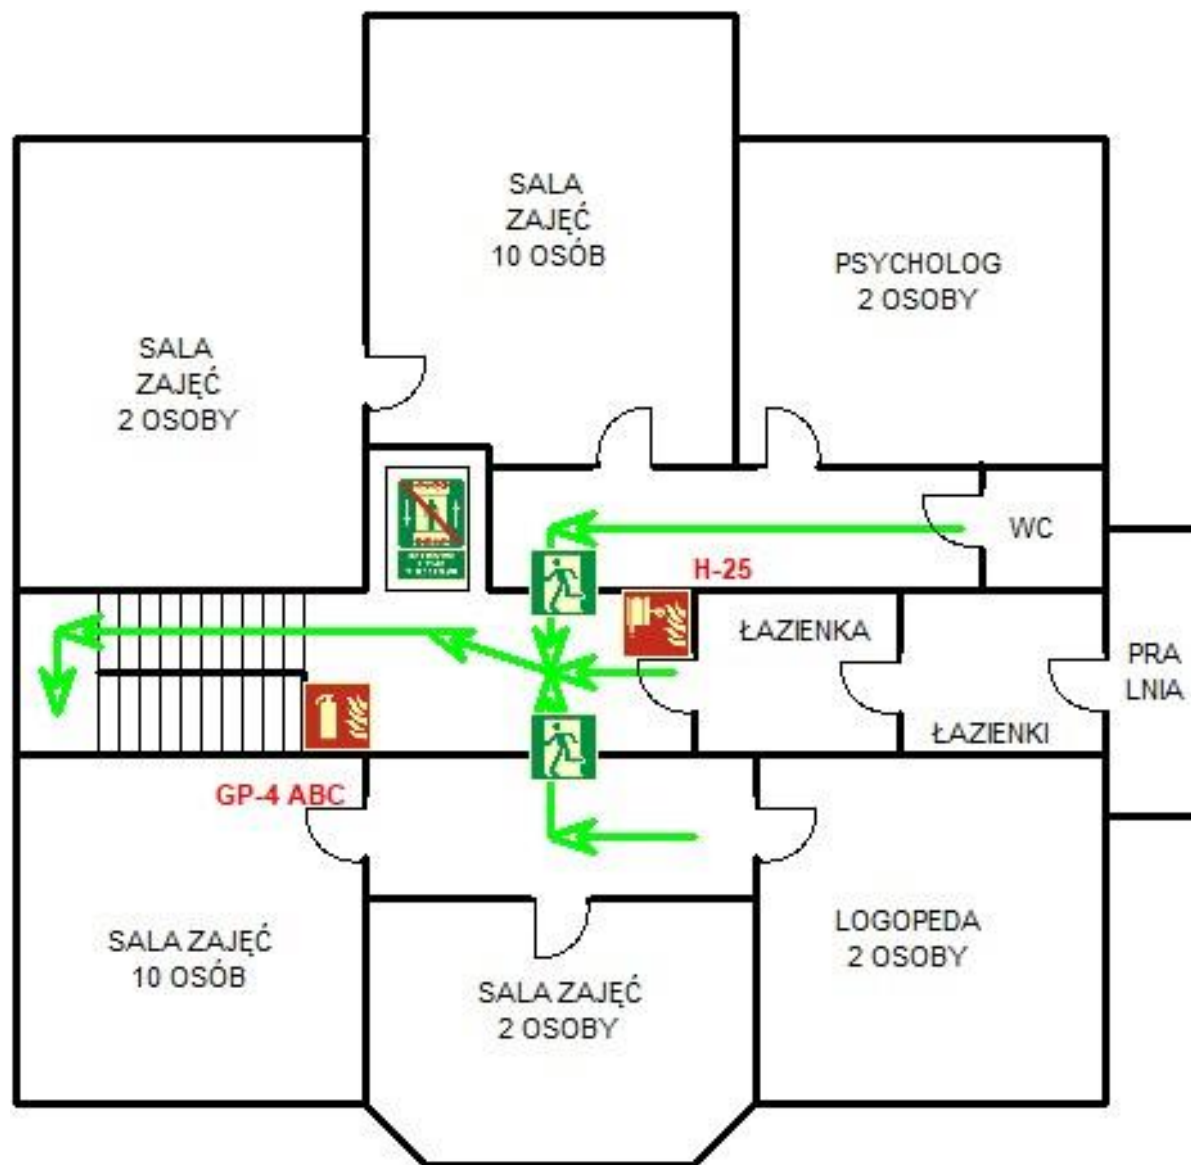 SALA
ZAJĘĆ
10 OSÓB
PSYCHOLOG
2 OSOBY
SALA
ZAJĘĆ
2 OSOBY
WC
H-25
ŁAZIENKA
PRA
LNIA
ŁAZIENKI
GP-4 ABC
SALA ZAJĘĆ
10 OSÓB
SALA ZAJĘĆ
2 OSOBY
LOGOPEDA
2 OSOBY